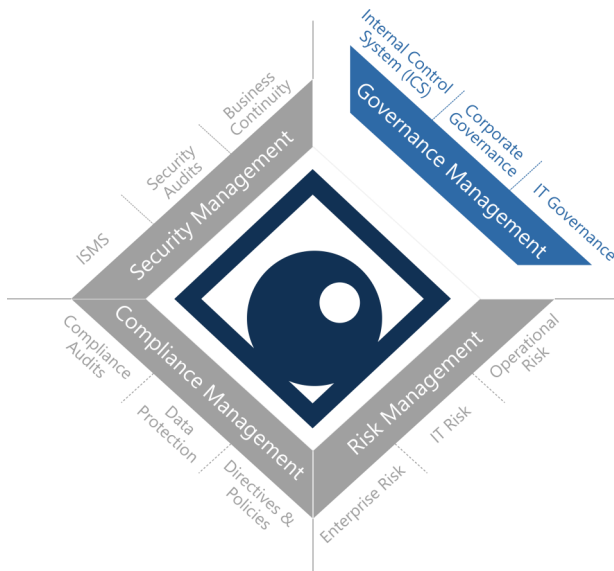 Internal Control
System (ICS)
Corporate
Governance
IT Governance
Governance Management
Business
Continuity
Security
Audits
ISMS
Security Management
Compliance
Audits
Data
Protection
Directives &
Policies
Compliance Management
Risk Management
Operational
Risk
IT Risk
Enterprise Risk